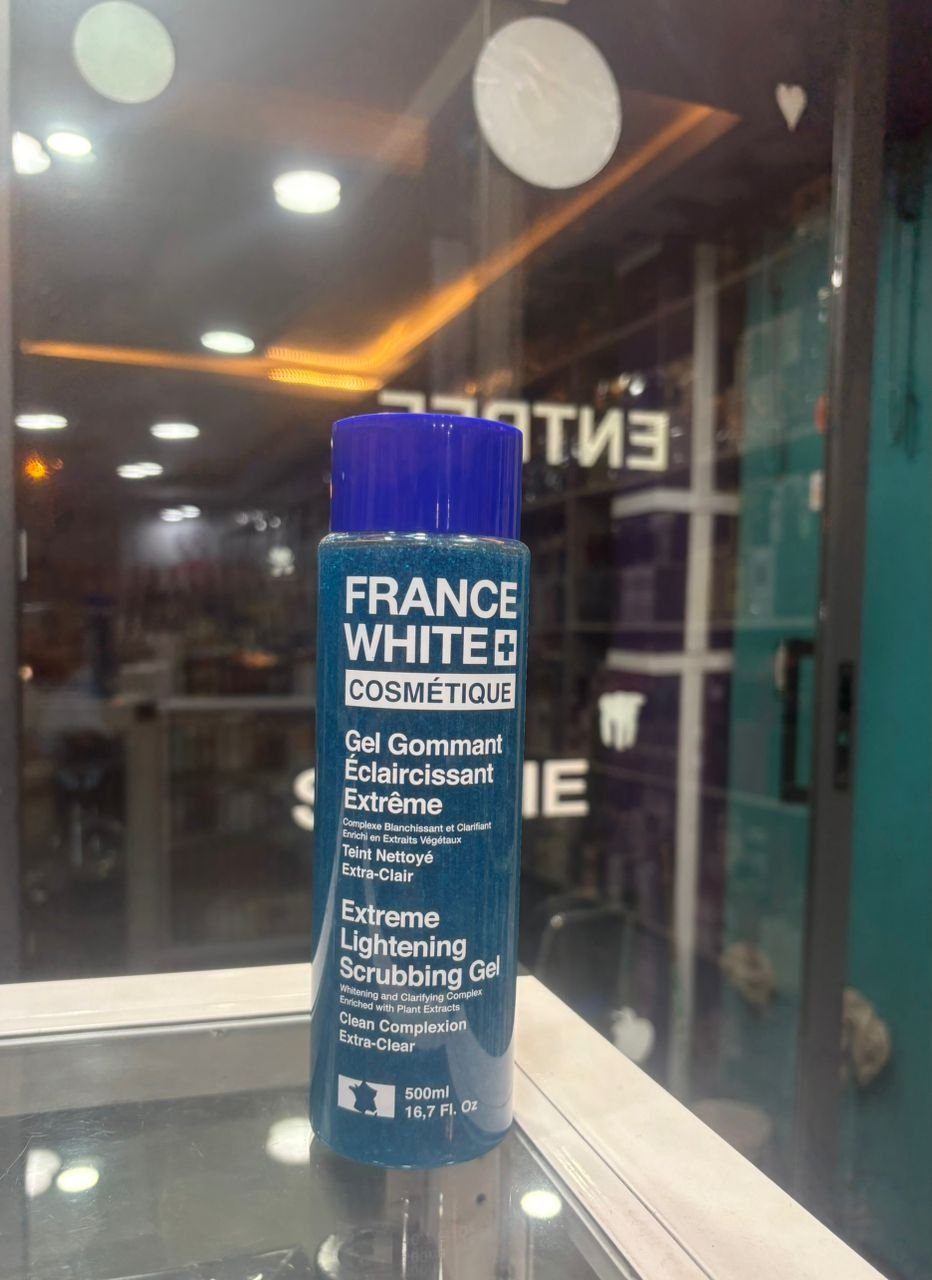 ENTREE
FRANCE
WHITE
COSMÉTIQUE
Gel Gommant
Éclaircissant
Extrême
Complexe Blanchissant et Clarifiant
Enrichi en Extraits Végétaux
Teint Nettoyé
Extra-Clair
Extreme
Lightening
Scrubbing Gel
Whitening and Clarifying Complex
Enriched with Plant Extracts
Clean Complexion
Extra-Clear
500ml
16,7 Fl. Oz